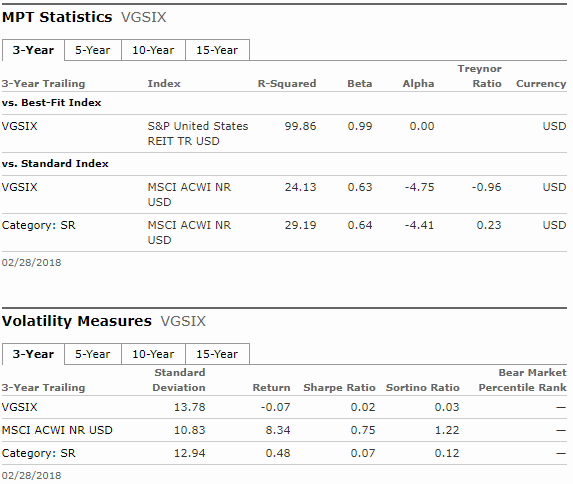 MPT Statistics VGSIX
3-Year 5-Year 10-Year 15-Year
Treynor
3-Year Trailing Index R-Squared Beta Alpha Ratio Currency
vs. Best-Fit Index
VGSIX S&P United States 99.86 0.99 0.00 USD
REIT TR USD
vs. Standard Index
VGSIX MSCI ACWI NR 24.13 0.63 -4.75 -0.96 USD
USD
Category: SR MSCI ACWI NR 29.19 0.64 -4.41 0.23 USD
USD
02/28/2018
Volatility Measures VGSIX
3-Year 5-Year 10-Year 15-Year
Standard Bear Market
3-Year Trailing Deviation Return Sharpe Ratio Sortino Ratio Percentile Rank
VGSIX 13.78 -0.07 0.02 0.03 —
MSCI ACWI NR USD 10.83 8.34 0.75 1.22 —
Category: SR 12.94 0.48 0.07 0.12 —
02/28/2018